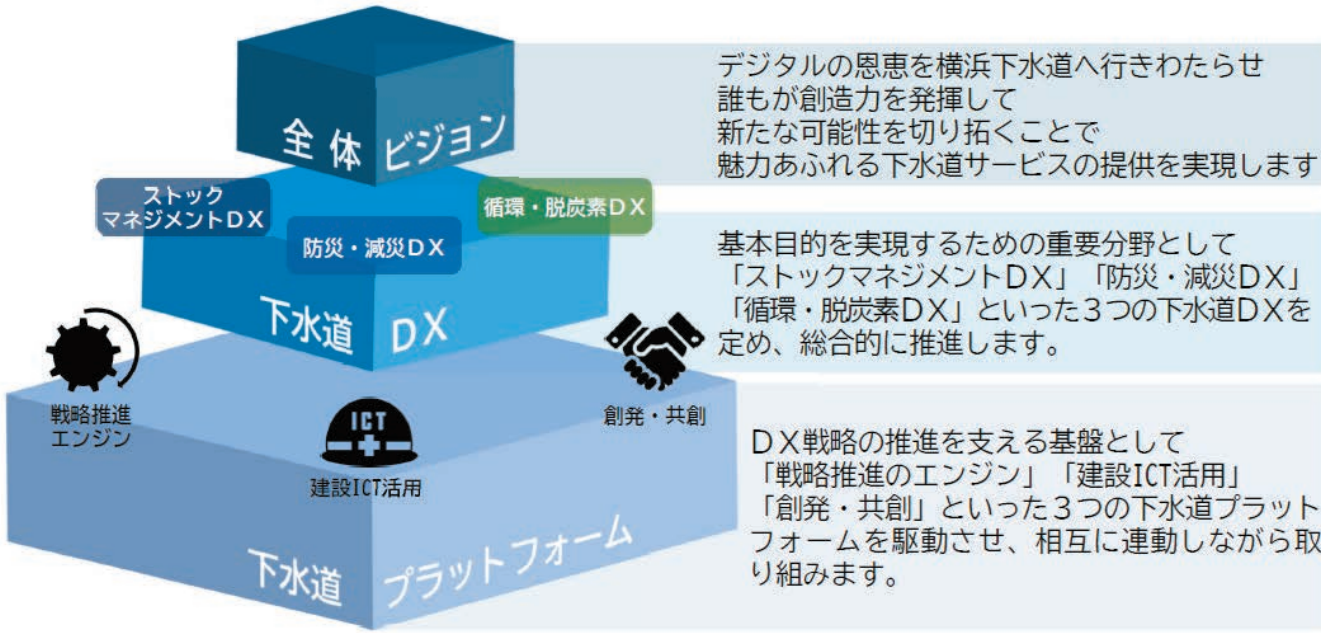 全体ビジョン
デジタルの恩恵を横浜下水道へ行きわたらせ
誰もが創造力を発揮して
新たな可能性を切り拓くことで
魅力あふれる下水道サービスの提供を実現します
ストック
マネジメントDX
防災・減災DX
循環・脱炭素DX
下水道 DX
基本目的を実現するための重要分野として
「ストックマネジメントDX」「防災・減災DX」
「循環・脱炭素DX」といった3つの下水道DXを
定め、総合的に推進します。
戦略推進
エンジン
ICT
建設ICT活用
創発・共創
下水道 プラットフォーム
DX戦略の推進を支える基盤として
「戦略推進のエンジン」「建設ICT活用」
「創発・共創」といった3つの下水道プラット
フォームを駆動させ、相互に連動しながら取
り組みます。